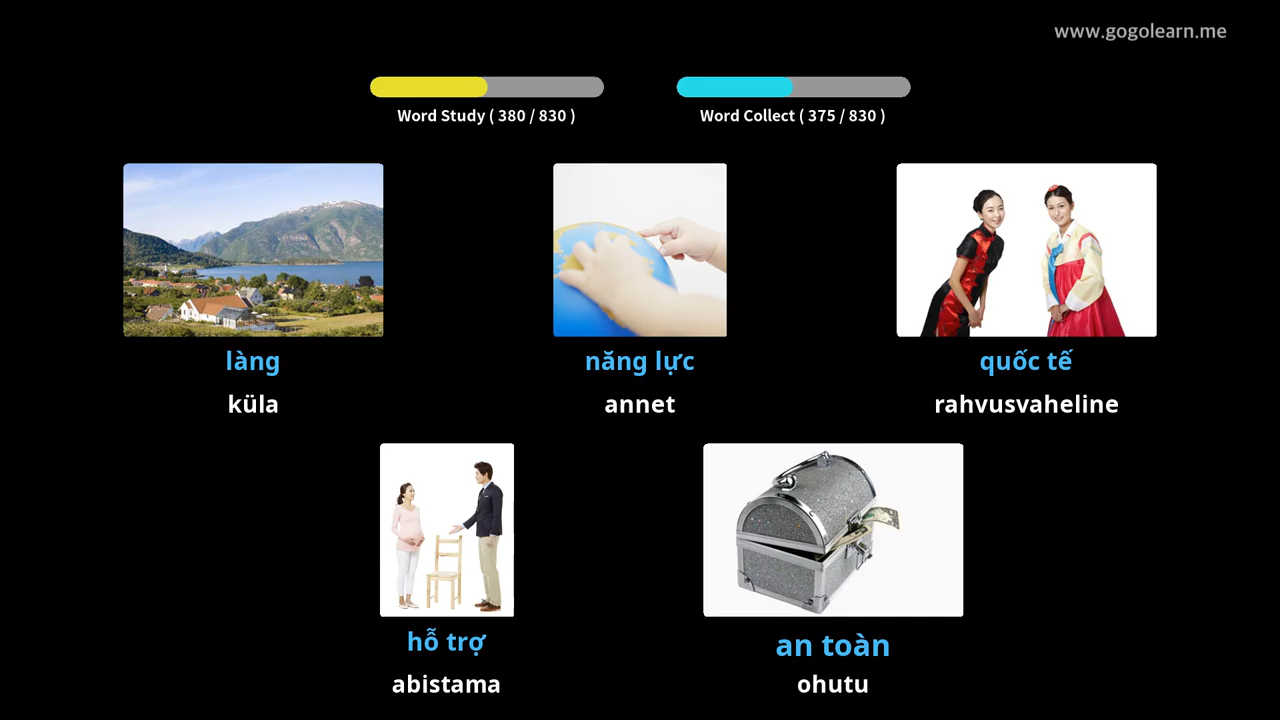 www.gogolearn.me
Word Study ( 380 / 830 )
Word Collect ( 375 / 830 )
làng
năng lực
quốc tế
küla
annet
rahvusvaheline
hỗ trợ
an toàn
abistama
ohutu